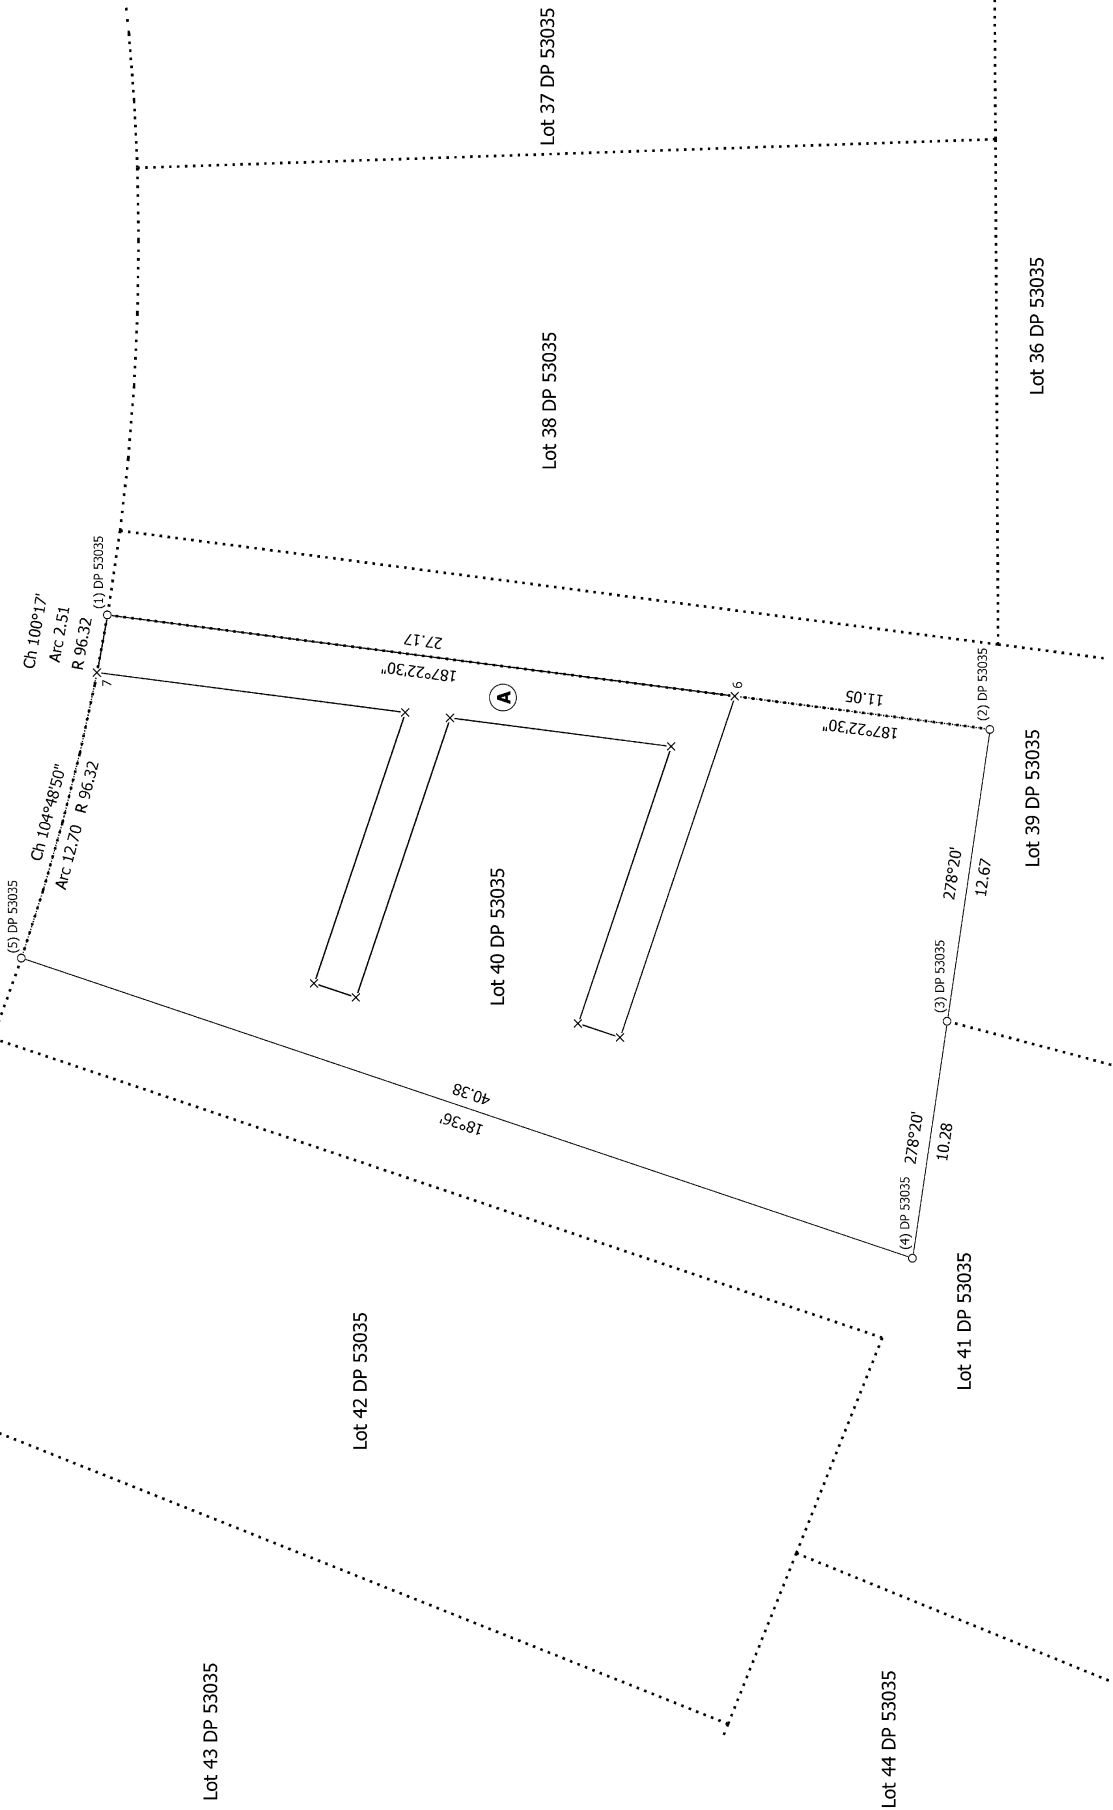 Lot 37 DP 53035
Lot 38 DP 53035
Lot 36 DP 53035
(1) DP 53035
Ch 100°17'
Arc 2.51
R 96.32
7
27.17
187°22'30"
A
6
11.05
187°22'30"
(2) DP 53035
Lot 39 DP 53035
Ch 104°48'50"
Arc 12.70 R 96.32
(5) DP 53035
Lot 40 DP 53035
278°20'
12.67
(3) DP 53035
278°20'
10.28
(4) DP 53035
40.38
18°36'
Lot 41 DP 53035
Lot 42 DP 53035
Lot 43 DP 53035
Lot 44 DP 53035